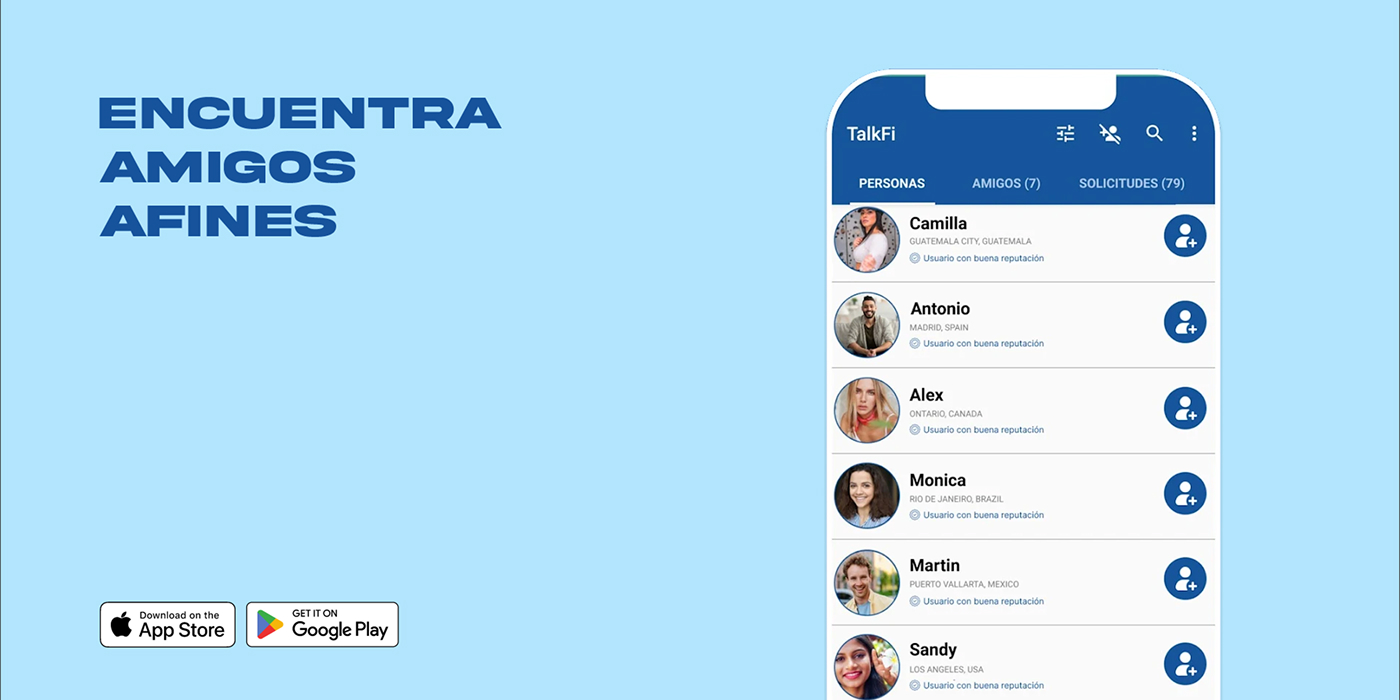 ENCUENTRA
AMIGOS
AFINES
Download on the
App Store
GET IT ON
Google Play
TalkFi
PERSONAS AMIGOS (7) SOLICITUDES (79)
Camilla
GUATEMALA CITY, GUATEMALA
Usuario con buena reputación
Antonio
MADRID, SPAIN
Usuario con buena reputación
Alex
ONTARIO, CANADA
Usuario con buena reputación
Monica
RIO DE JANEIRO, BRAZIL
Usuario con buena reputación
Martin
PUERTO VALLARTA, MEXICO
Usuario con buena reputación
Sandy
LOS ANGELES, USA
Usuario con buena reputación